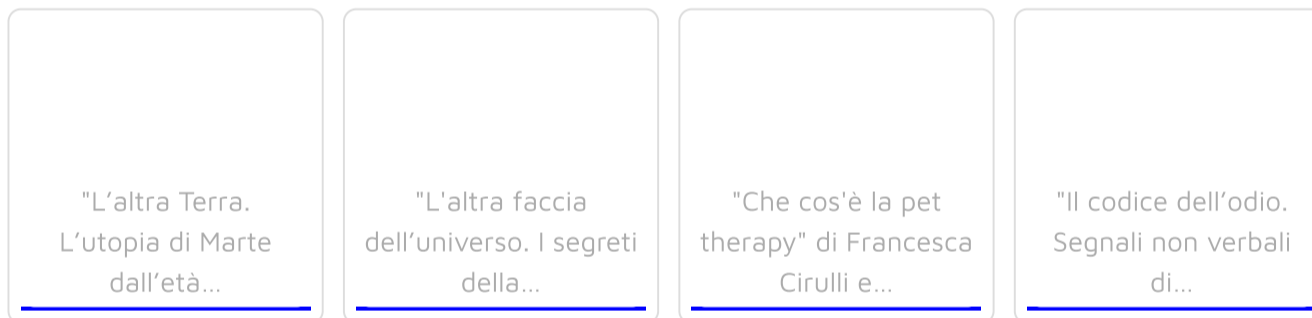 "L’altra Terra.
L’utopia di Marte
dall’età...
"L'altra faccia
dell’universo. I segreti
della...
"Che cos'è la pet
therapy" di Francesca
Cirulli e...
"Il codice dell’odio.
Segnali non verbali
di...